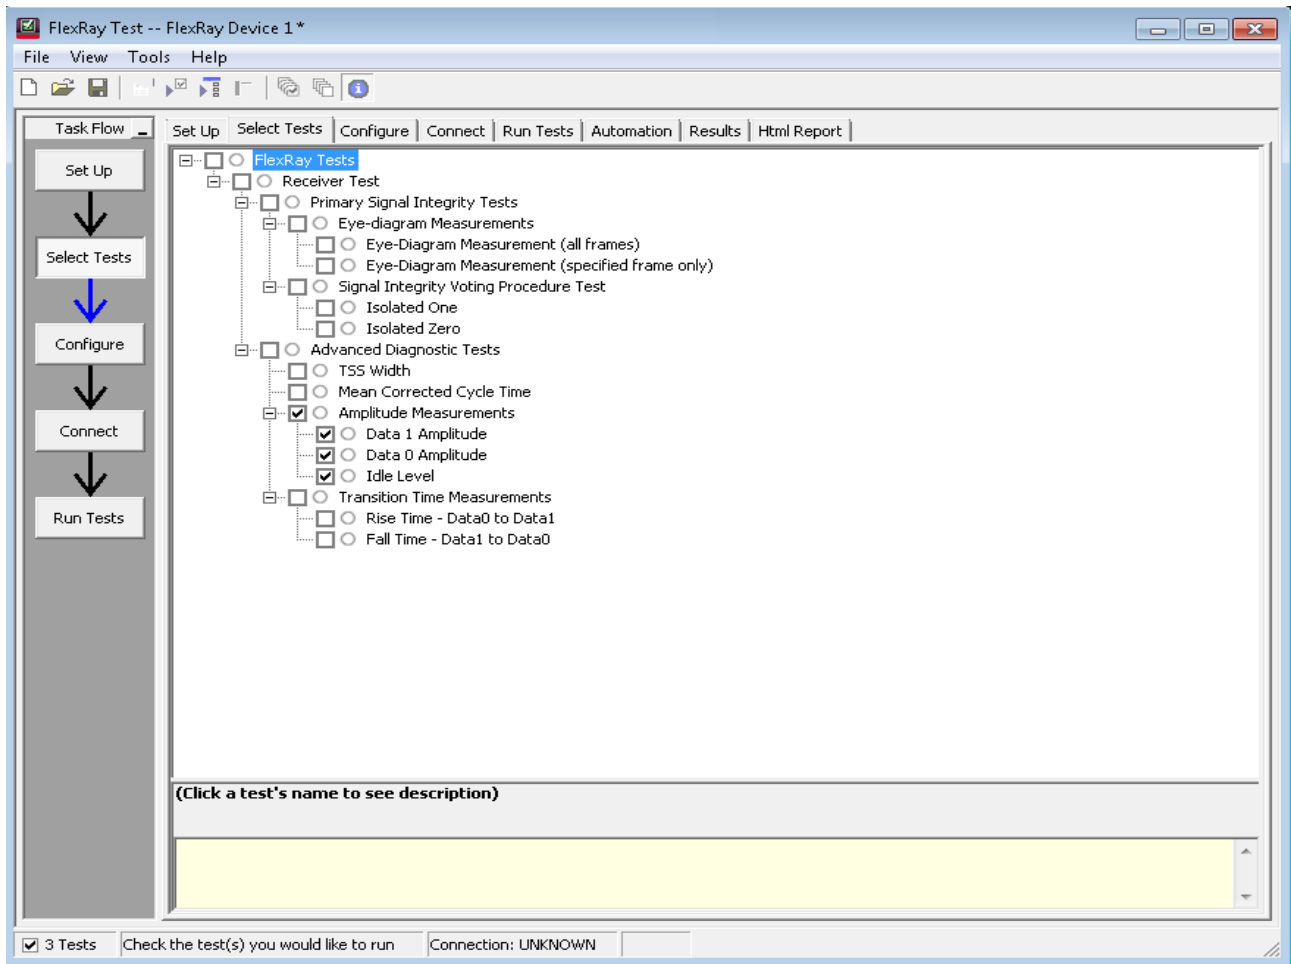 FlexRay Test -- FlexRay Device 1 *
File View Tools Help
Task Flow
Set Up Select Tests Configure Connect Run Tests Automation Results Html Report
Set Up
Select Tests
Configure
Connect
Run Tests
FlexRay Tests
Receiver Test
Primary Signal Integrity Tests
Eye-diagram Measurements
Eye-Diagram Measurement (all frames)
Eye-Diagram Measurement (specified frame only)
Signal Integrity Voting Procedure Test
Isolated One
Isolated Zero
Advanced Diagnostic Tests
TSS Width
Mean Corrected Cycle Time
Amplitude Measurements
Data 1 Amplitude
Data 0 Amplitude
Idle Level
Transition Time Measurements
Rise Time - Data0 to Data1
Fall Time - Data1 to Data0
(Click a test's name to see description)
3 Tests Check the test(s) you would like to run Connection: UNKNOWN